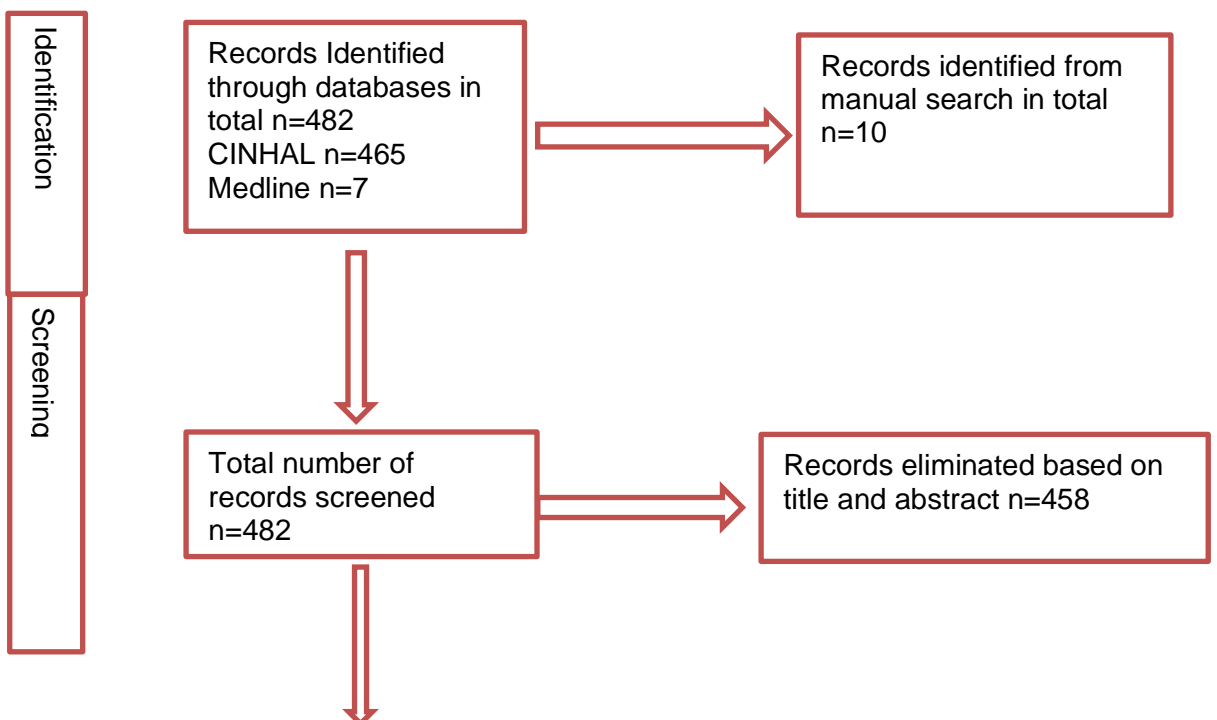 Identification
Records Identified
through databases in
total n=482
CINHAL n=465
Medline n=7
Records identified from
manual search in total
n=10
Screening
Total number of
records screened
n=482
Records eliminated based on
title and abstract n=458